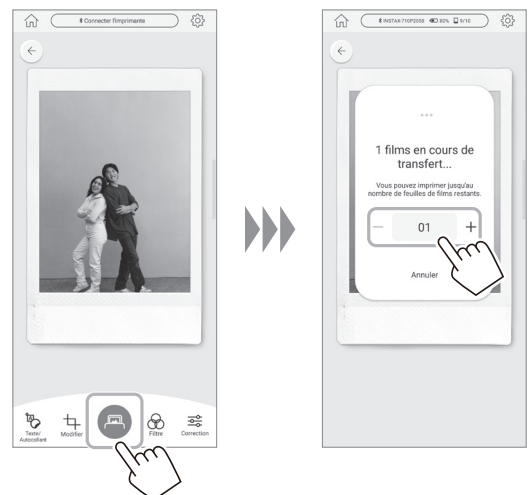 Connecter l'imprimante
Texte/
Autocollant
Modifier
Filtre
Correction
INSTAX-710P2058 80% 9/10
1 films en cours de
transfert...
Vous pouvez imprimer jusqu'au
nombre de feuilles de films restants.
01
Annuler